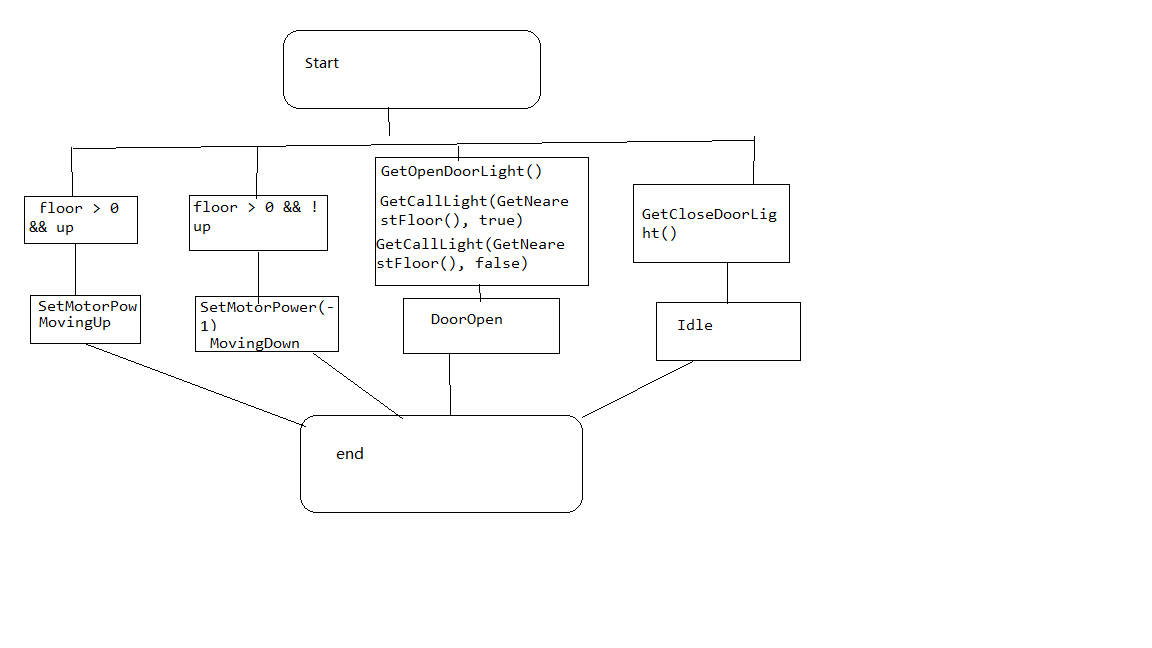 Start
floor > 0
&& up
floor > 0 && !
up
GetOpenDoorLight()
GetCallLight(GetNeare
stFloor(), true)
GetCallLight(GetNeare
stFloor(), false)
GetCloseDoorLig
ht()
SetMotorPow
MovingUp
SetMotorPower(-
1)
MovingDown
DoorOpen
Idle
end